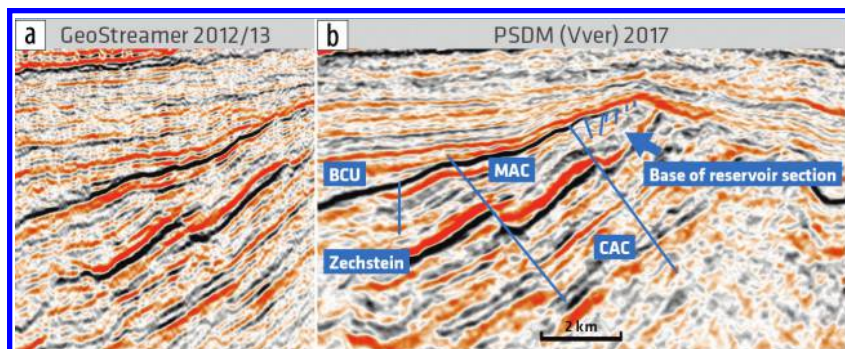 a GeoStreamer 2012/13
b PSDM (Vver) 2017
BCU
MAC
Base of reservoir section
Zechstein
CAC
2 km